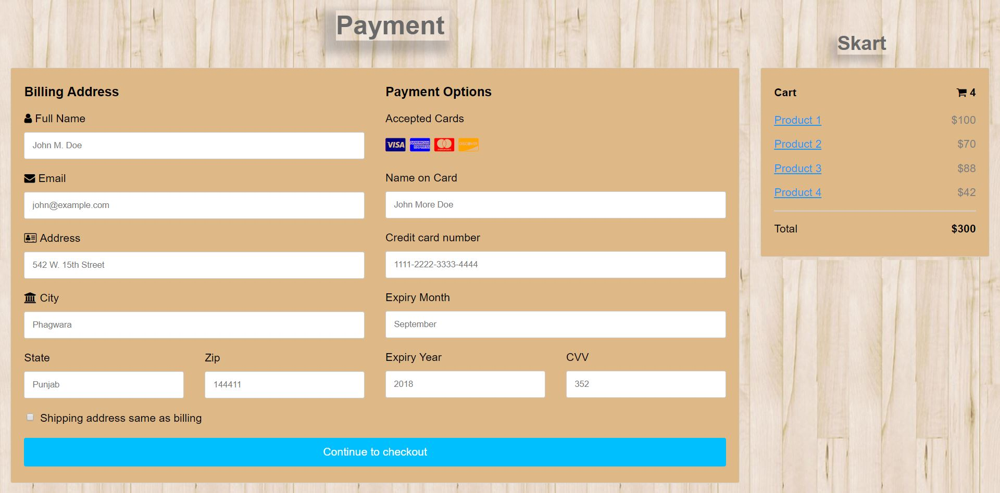 Payment
Skart
Billing Address
Full Name
John M. Doe
Email
john@example.com
Address
542 W. 15th Street
City
Phagwara
State Zip
Punjab 144411
Shipping address same as billing
Payment Options
Accepted Cards
VISA AMERICAN EXPRESS mastercard DISCOVER
Name on Card
John More Doe
Credit card number
1111-2222-3333-4444
Expiry Month
September
Expiry Year CVV
2018 352
Continue to checkout
Cart 4
Product 1 $100
Product 2 $70
Product 3 $88
Product 4 $42
Total $300